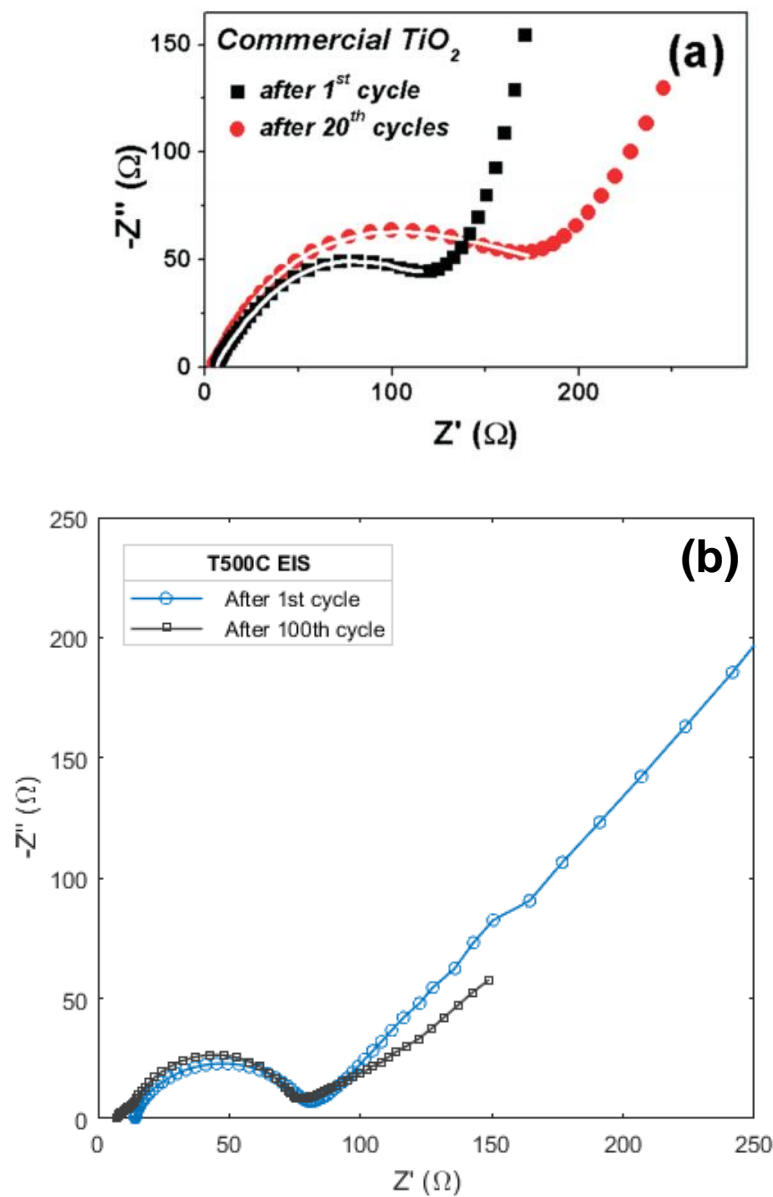 Commercial TiO₂
(a)
after 1ˢᵗ cycle
after 20ᵗʰ cycles
150
100
50
0
-Z'' (Ω)
0
100
200
Z' (Ω)
(b)
T500C EIS
After 1st cycle
After 100th cycle
250
200
150
100
50
0
-Z'' (Ω)
0
50
100
150
200
250
Z' (Ω)